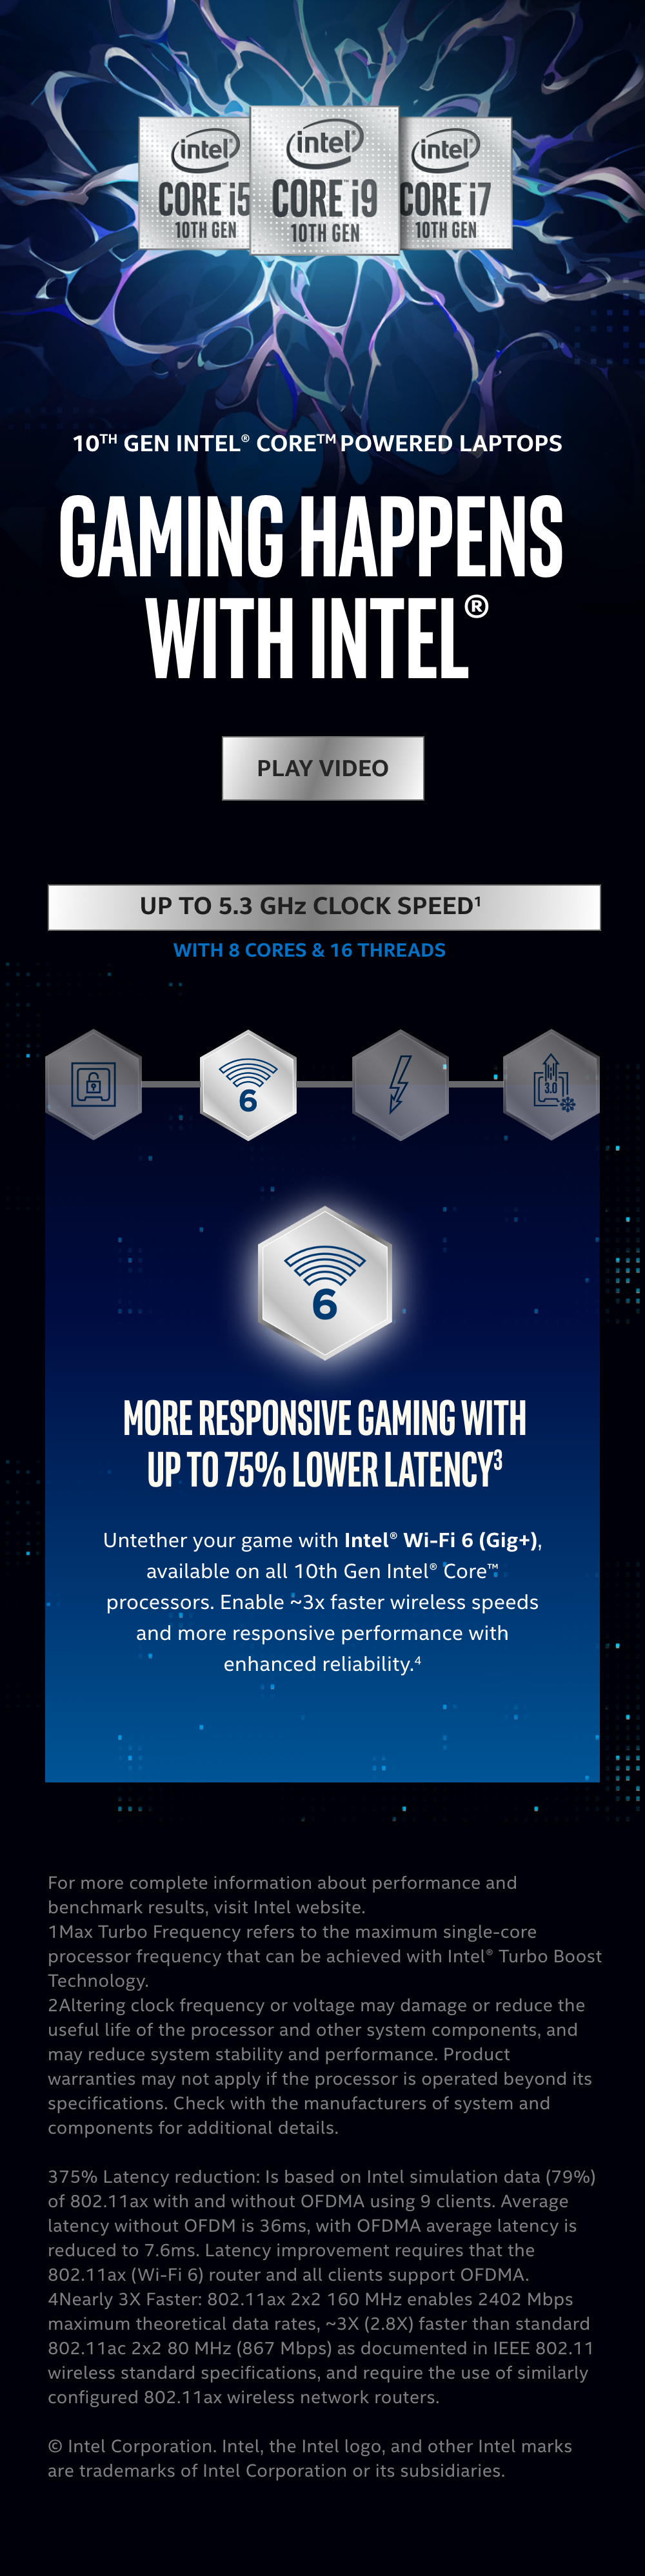 intel®
CORE™ i5
10TH GEN
intel®
CORE™ i9
10TH GEN
intel®
CORE™ i7
10TH GEN
10TH GEN INTEL® CORE™ POWERED LAPTOPS
GAMING HAPPENS
WITH INTEL®
PLAY VIDEO
UP TO 5.3 GHz CLOCK SPEED¹
WITH 8 CORES & 16 THREADS
6
3.0
6
MORE RESPONSIVE GAMING WITH
UP TO 75% LOWER LATENCY³
Untether your game with Intel® Wi-Fi 6 (Gig+),
available on all 10th Gen Intel® Core™
processors. Enable ~3x faster wireless speeds
and more responsive performance with
enhanced reliability.⁴
For more complete information about performance and
benchmark results, visit Intel website.
1Max Turbo Frequency refers to the maximum single-core
processor frequency that can be achieved with Intel® Turbo Boost
Technology.
2Altering clock frequency or voltage may damage or reduce the
useful life of the processor and other system components, and
may reduce system stability and performance. Product
warranties may not apply if the processor is operated beyond its
specifications. Check with the manufacturers of system and
components for additional details.
375% Latency reduction: Is based on Intel simulation data (79%)
of 802.11ax with and without OFDMA using 9 clients. Average
latency without OFDM is 36ms, with OFDMA average latency is
reduced to 7.6ms. Latency improvement requires that the
802.11ax (Wi-Fi 6) router and all clients support OFDMA.
4Nearly 3X Faster: 802.11ax 2x2 160 MHz enables 2402 Mbps
maximum theoretical data rates, ~3X (2.8X) faster than standard
802.11ac 2x2 80 MHz (867 Mbps) as documented in IEEE 802.11
wireless standard specifications, and require the use of similarly
configured 802.11ax wireless network routers.
© Intel Corporation. Intel, the Intel logo, and other Intel marks
are trademarks of Intel Corporation or its subsidiaries.